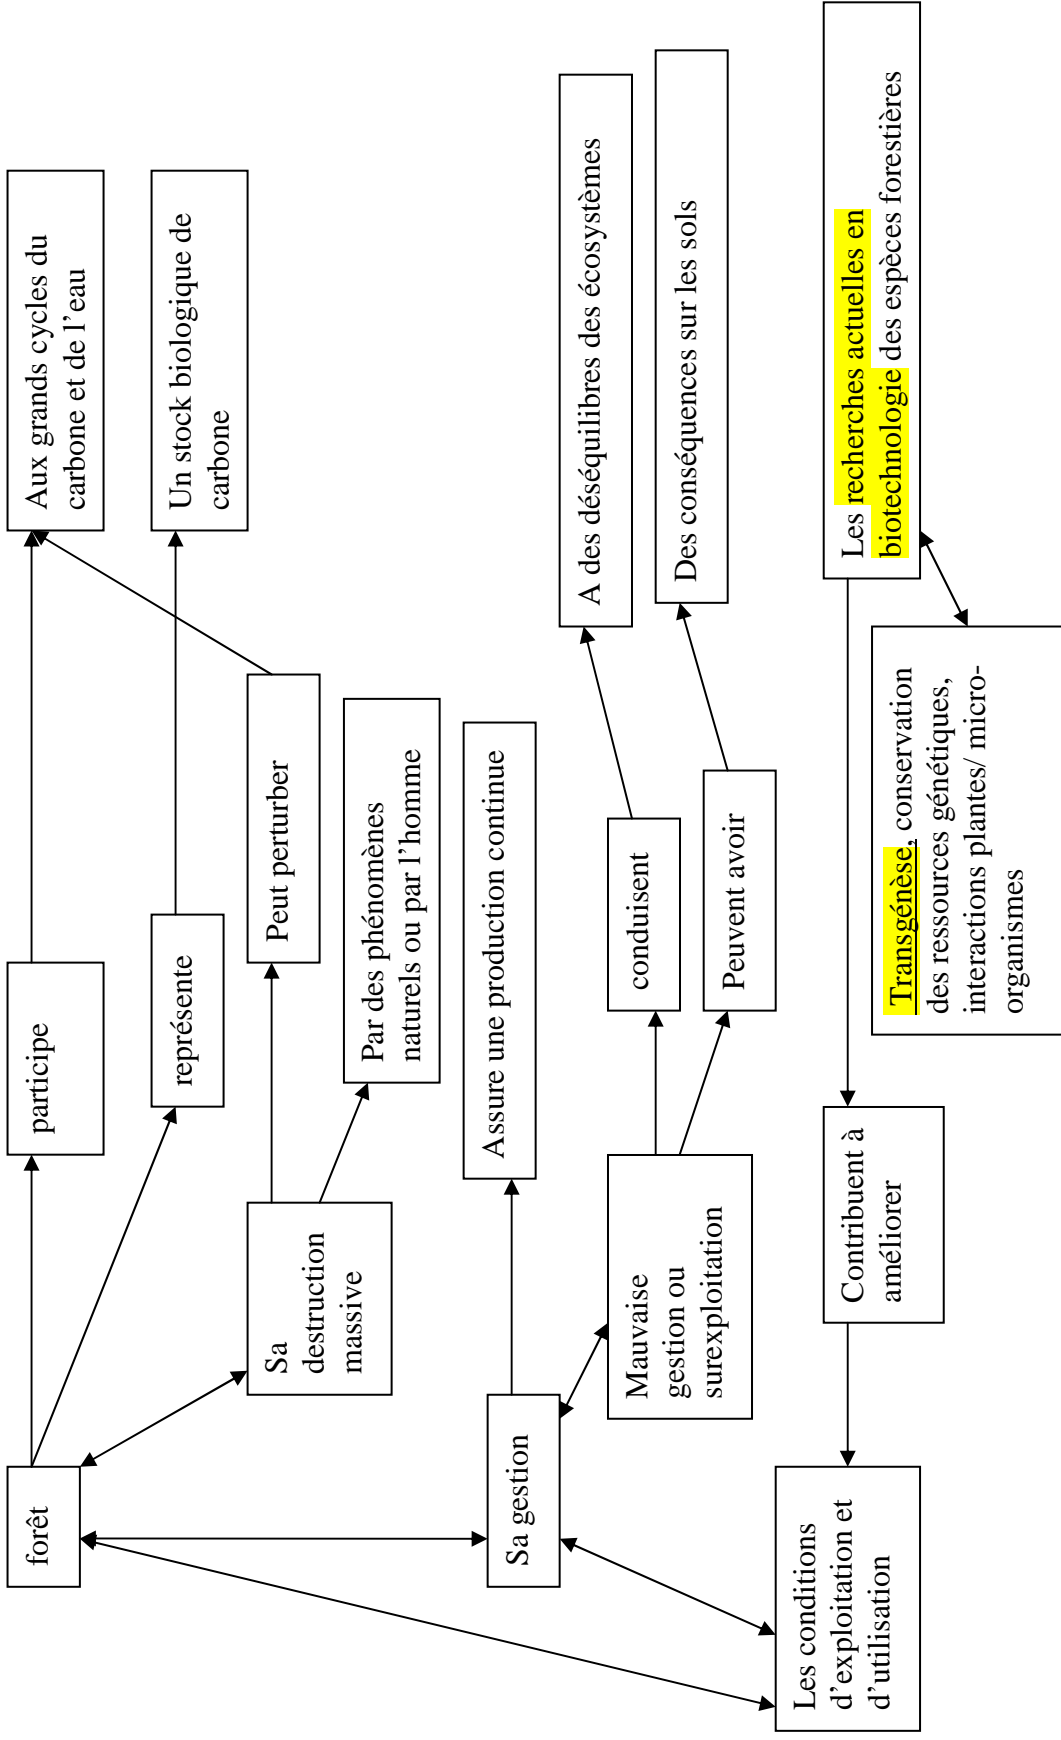 forêt
participe
Aux grands cycles du
carbone et de l'eau
représente
Un stock biologique de
carbone
Sa
destruction
massive
Peut perturber
Par des phénomènes
naturels ou par l'homme
Sa gestion
Assure une production continue
Mauvaise
gestion ou
surexploitation
conduisent
A des déséquilibres des écosystèmes
Peuvent avoir
Des conséquences sur les sols
Les conditions
d'exploitation et
d'utilisation
Contribuent à
améliorer
Les recherches actuelles en
biotechnologie des espèces forestières
Transgénèse, conservation
des ressources génétiques,
interactions plantes/ micro-
organismes